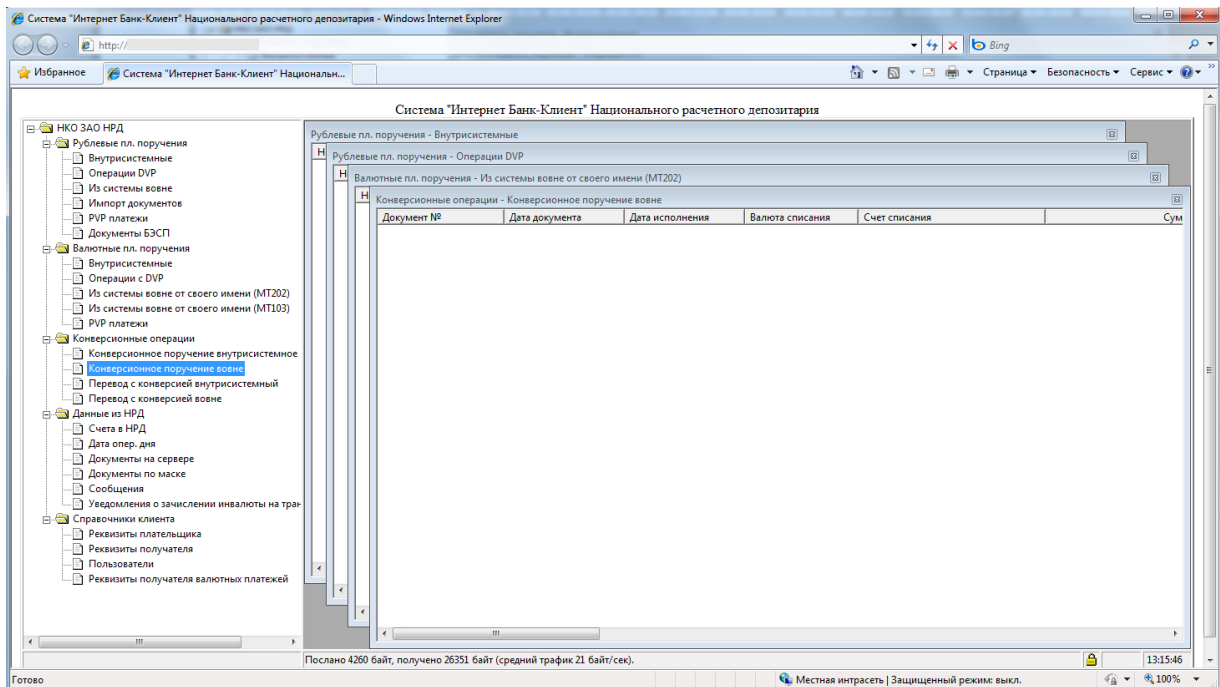 Система "Интернет Банк-Клиент" Национального расчетного депозитария - Windows Internet Explorer
http://
Bing
Избранное
Система "Интернет Банк-Клиент" Националь...
Страница
Безопасность
Сервис
Система "Интернет Банк-Клиент" Национального расчетного депозитария
НКО ЗАО НРД
Рублевые пл. поручения
Внутрисистемные
Операции DVP
Из системы вовне
Импорт документов
PVP платежи
Документы БЭСП
Валютные пл. поручения
Внутрисистемные
Операции с DVP
Из системы вовне от своего имени (MT202)
Из системы вовне от своего имени (MT103)
PVP платежи
Конверсионные операции
Конверсионное поручение внутрисистемное
Конверсионное поручение вовне
Перевод с конверсией внутрисистемный
Перевод с конверсией вовне
Данные из НРД
Счета в НРД
Дата опер. дня
Документы на сервере
Документы по маске
Сообщения
Уведомления о зачислении инвалюты на тран
Справочники клиента
Реквизиты плательщика
Реквизиты получателя
Пользователи
Реквизиты получателя валютных платежей
Рублевые пл. поручения - Внутрисистемные
Н
Рублевые пл. поручения - Операции DVP
Н
Валютные пл. поручения - Из системы вовне от своего имени (MT202)
Н
Конверсионные операции - Конверсионное поручение вовне
Документ № Дата документа Дата исполнения Валюта списания Счет списания Сум
Послано 4260 байт, получено 26351 байт (средний трафик 21 байт/сек).
13:15:46
Готово
Местная интрасеть | Защищенный режим: выкл.
100%